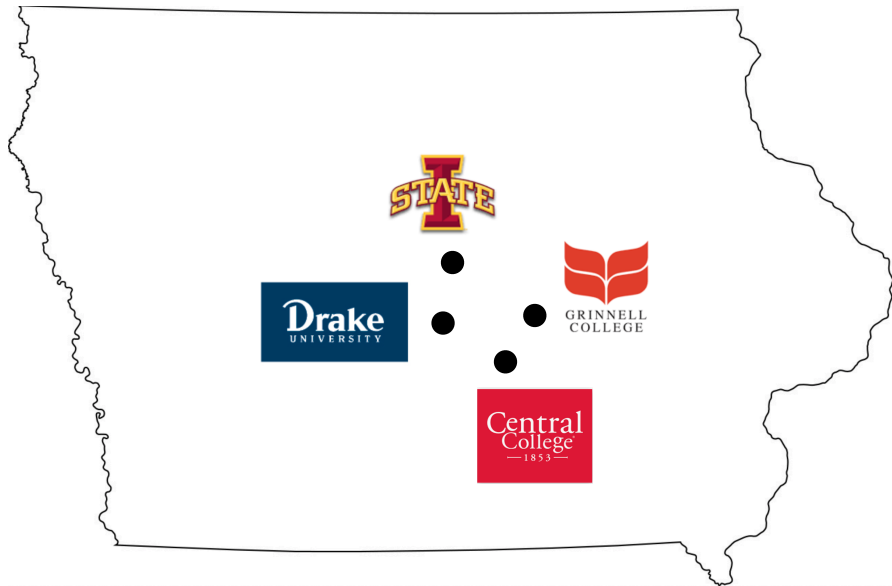 I
STATE
Drake
UNIVERSITY
GRINNELL
COLLEGE
Central
College
1853